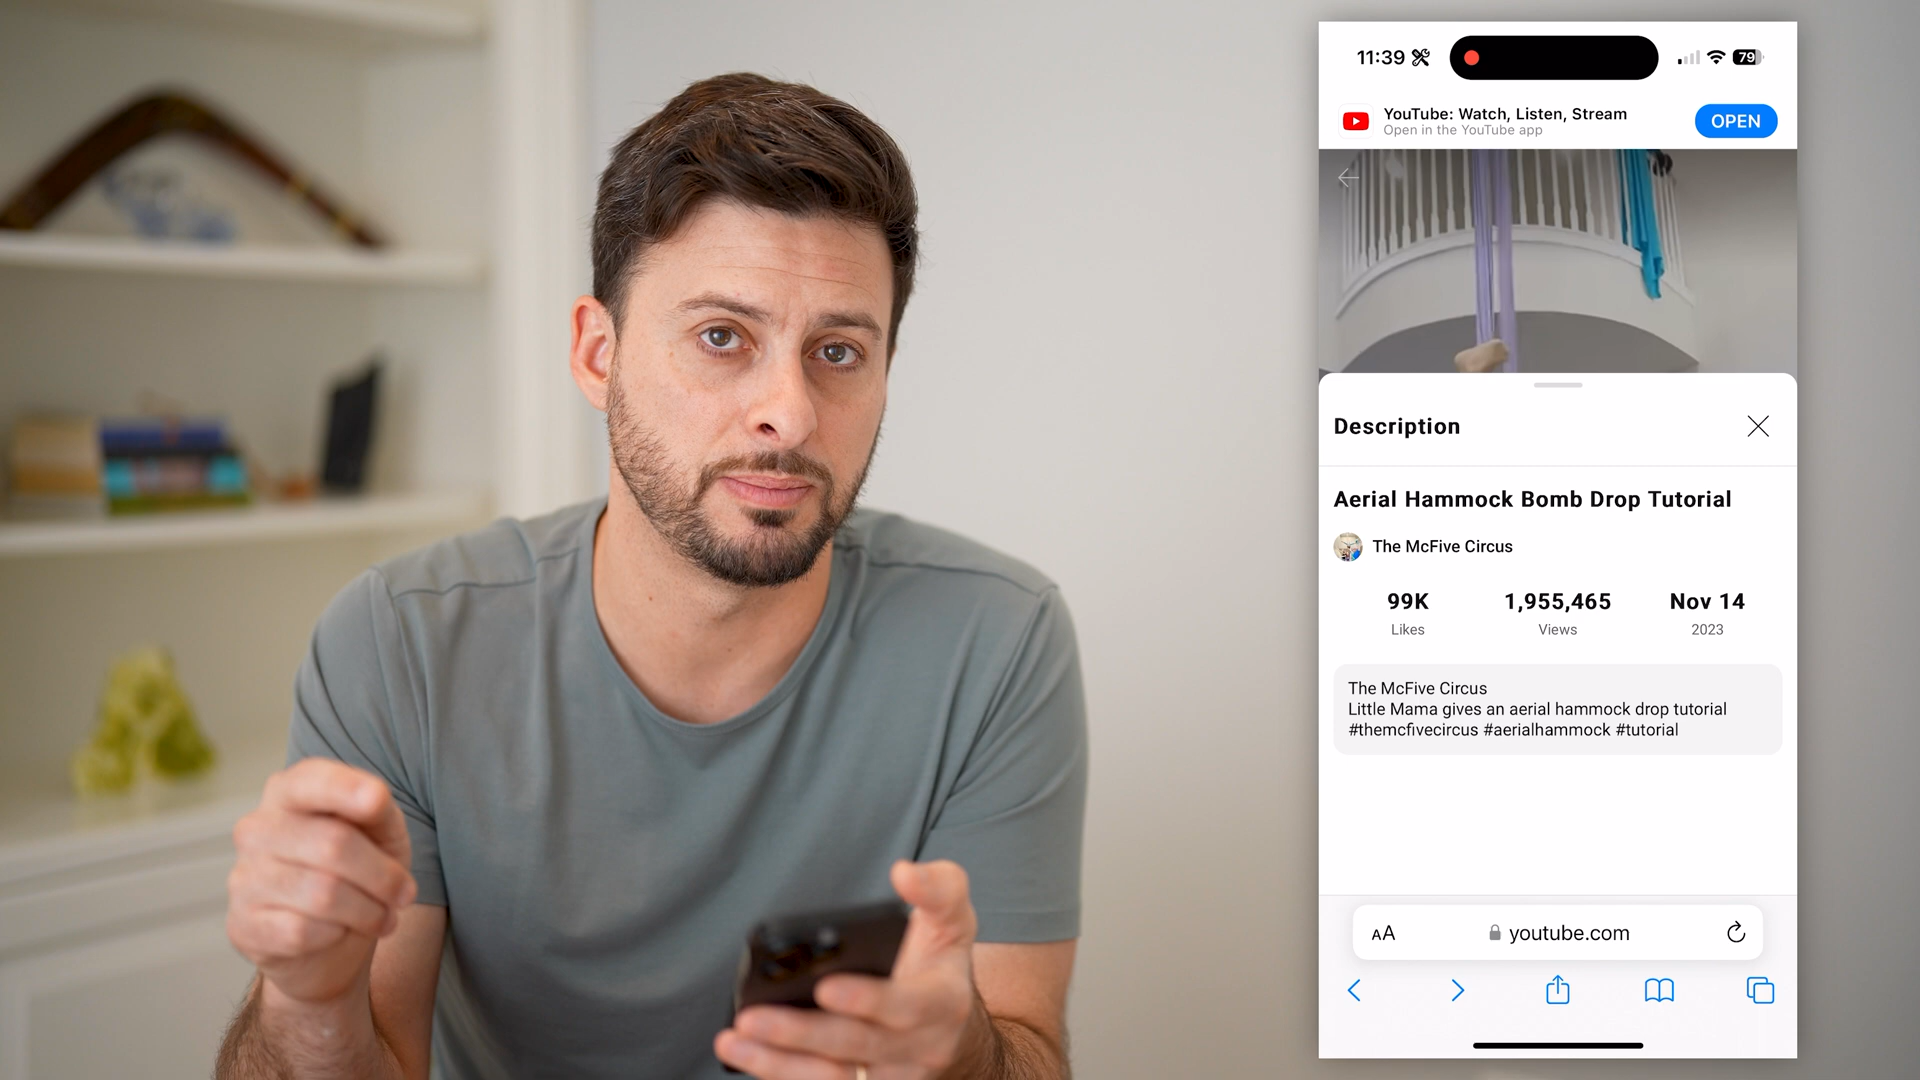 11:39
79
YouTube: Watch, Listen, Stream
Open in the YouTube app
OPEN
Description
Aerial Hammock Bomb Drop Tutorial
The McFive Circus
99K 1,955,465 Nov 14
Likes Views 2023
The McFive Circus
Little Mama gives an aerial hammock drop tutorial
#themcfivecircus #aerialhammock #tutorial
AA youtube.com